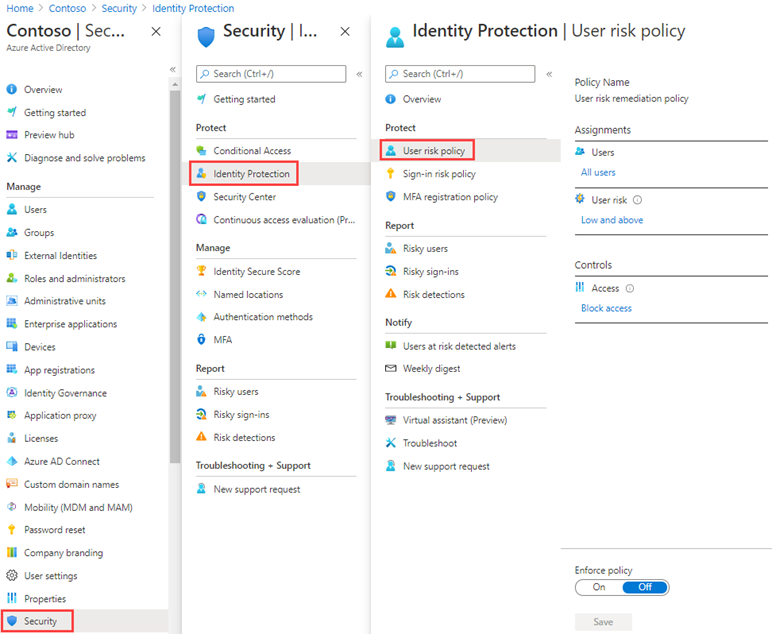 Home > Contoso > Security > Identity Protection
Contoso | Sec...
Azure Active Directory
Overview
Getting started
Preview hub
Diagnose and solve problems
Manage
Users
Groups
External Identities
Roles and administrators
Administrative units
Enterprise applications
Devices
App registrations
Identity Governance
Application proxy
Licenses
Azure AD Connect
Custom domain names
Mobility (MDM and MAM)
Password reset
Company branding
User settings
Properties
Security
Security | I...
Search (Ctrl+/)
Getting started
Protect
Conditional Access
Identity Protection
Security Center
Continuous access evaluation (Pr...
Manage
Identity Secure Score
Named locations
Authentication methods
MFA
Report
Risky users
Risky sign-ins
Risk detections
Troubleshooting + Support
New support request
Identity Protection | User risk policy
Search (Ctrl+/)
Overview
Protect
User risk policy
Sign-in risk policy
MFA registration policy
Report
Risky users
Risky sign-ins
Risk detections
Notify
Users at risk detected alerts
Weekly digest
Troubleshooting + Support
Virtual assistant (Preview)
Troubleshoot
New support request
Policy Name
User risk remediation policy
Assignments
Users
All users
User risk
Low and above
Controls
Access
Block access
Enforce policy
On Off
Save